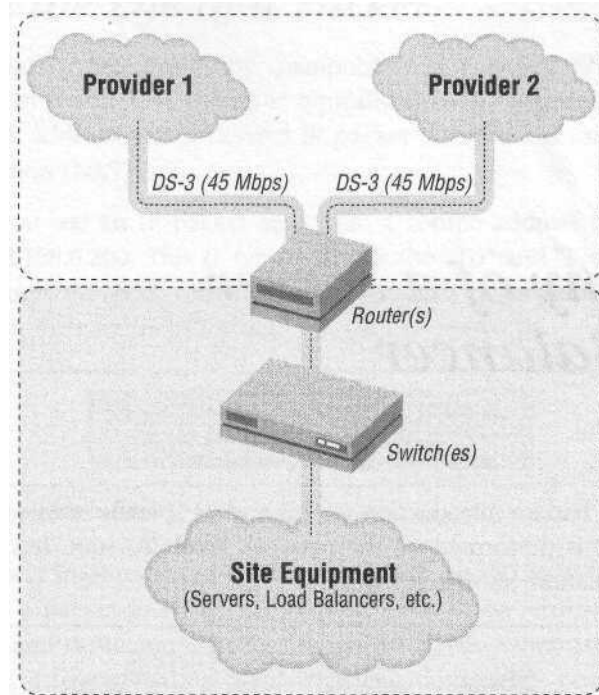 Provider 1
Provider 2
DS-3 (45 Mbps)
DS-3 (45 Mbps)
Router(s)
Switch(es)
Site Equipment
(Servers, Load Balancers, etc.)